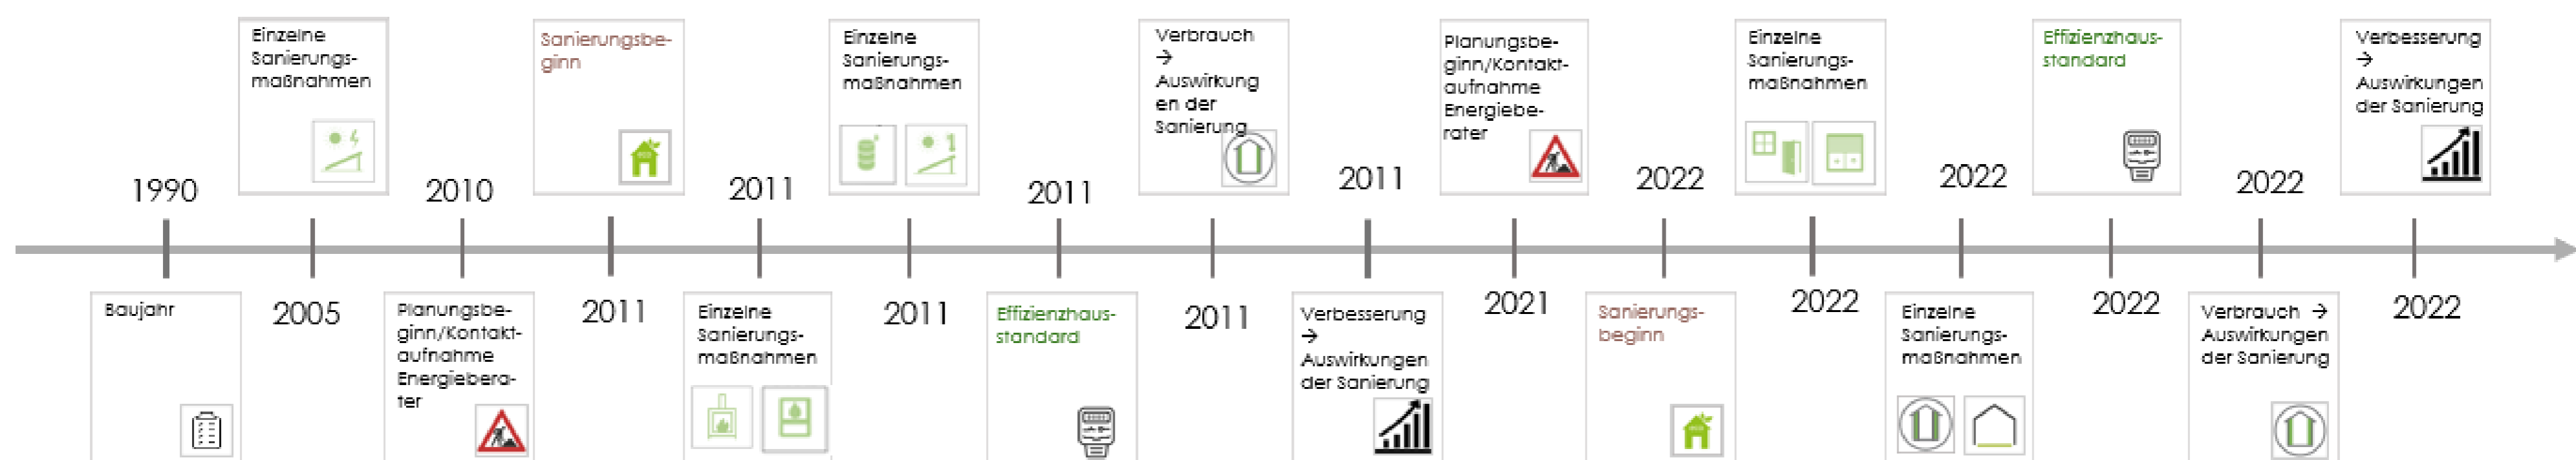 Einzelne
Sanierungs-
maßnahmen
Sanierungsbe-
ginn
Einzelne
Sanierungs-
maßnahmen
Verbrauch
→
Auswirkung
en der
Sanierung
Planungsbe-
ginn/Kontakt-
aufnahme
Energiebe-
rater
Einzelne
Sanierungs-
maßnahmen
Effizienzhaus-
standard
Verbesserung
→
Auswirkungen
der Sanierung
1990
2010
2011
2011
2011
2022
2022
2022
2005
2011
2011
2011
2021
2022
2022
2022
Baujahr
Planungsbe-
ginn/Kontakt-
aufnahme
Energiebera-
ter
Einzelne
Sanierungs-
maßnahmen
Effizienzhaus-
standard
Verbesserung
→
Auswirkungen
der Sanierung
Sanierungs-
beginn
Einzelne
Sanierungs-
maßnahmen
Verbrauch →
Auswirkungen
der Sanierung